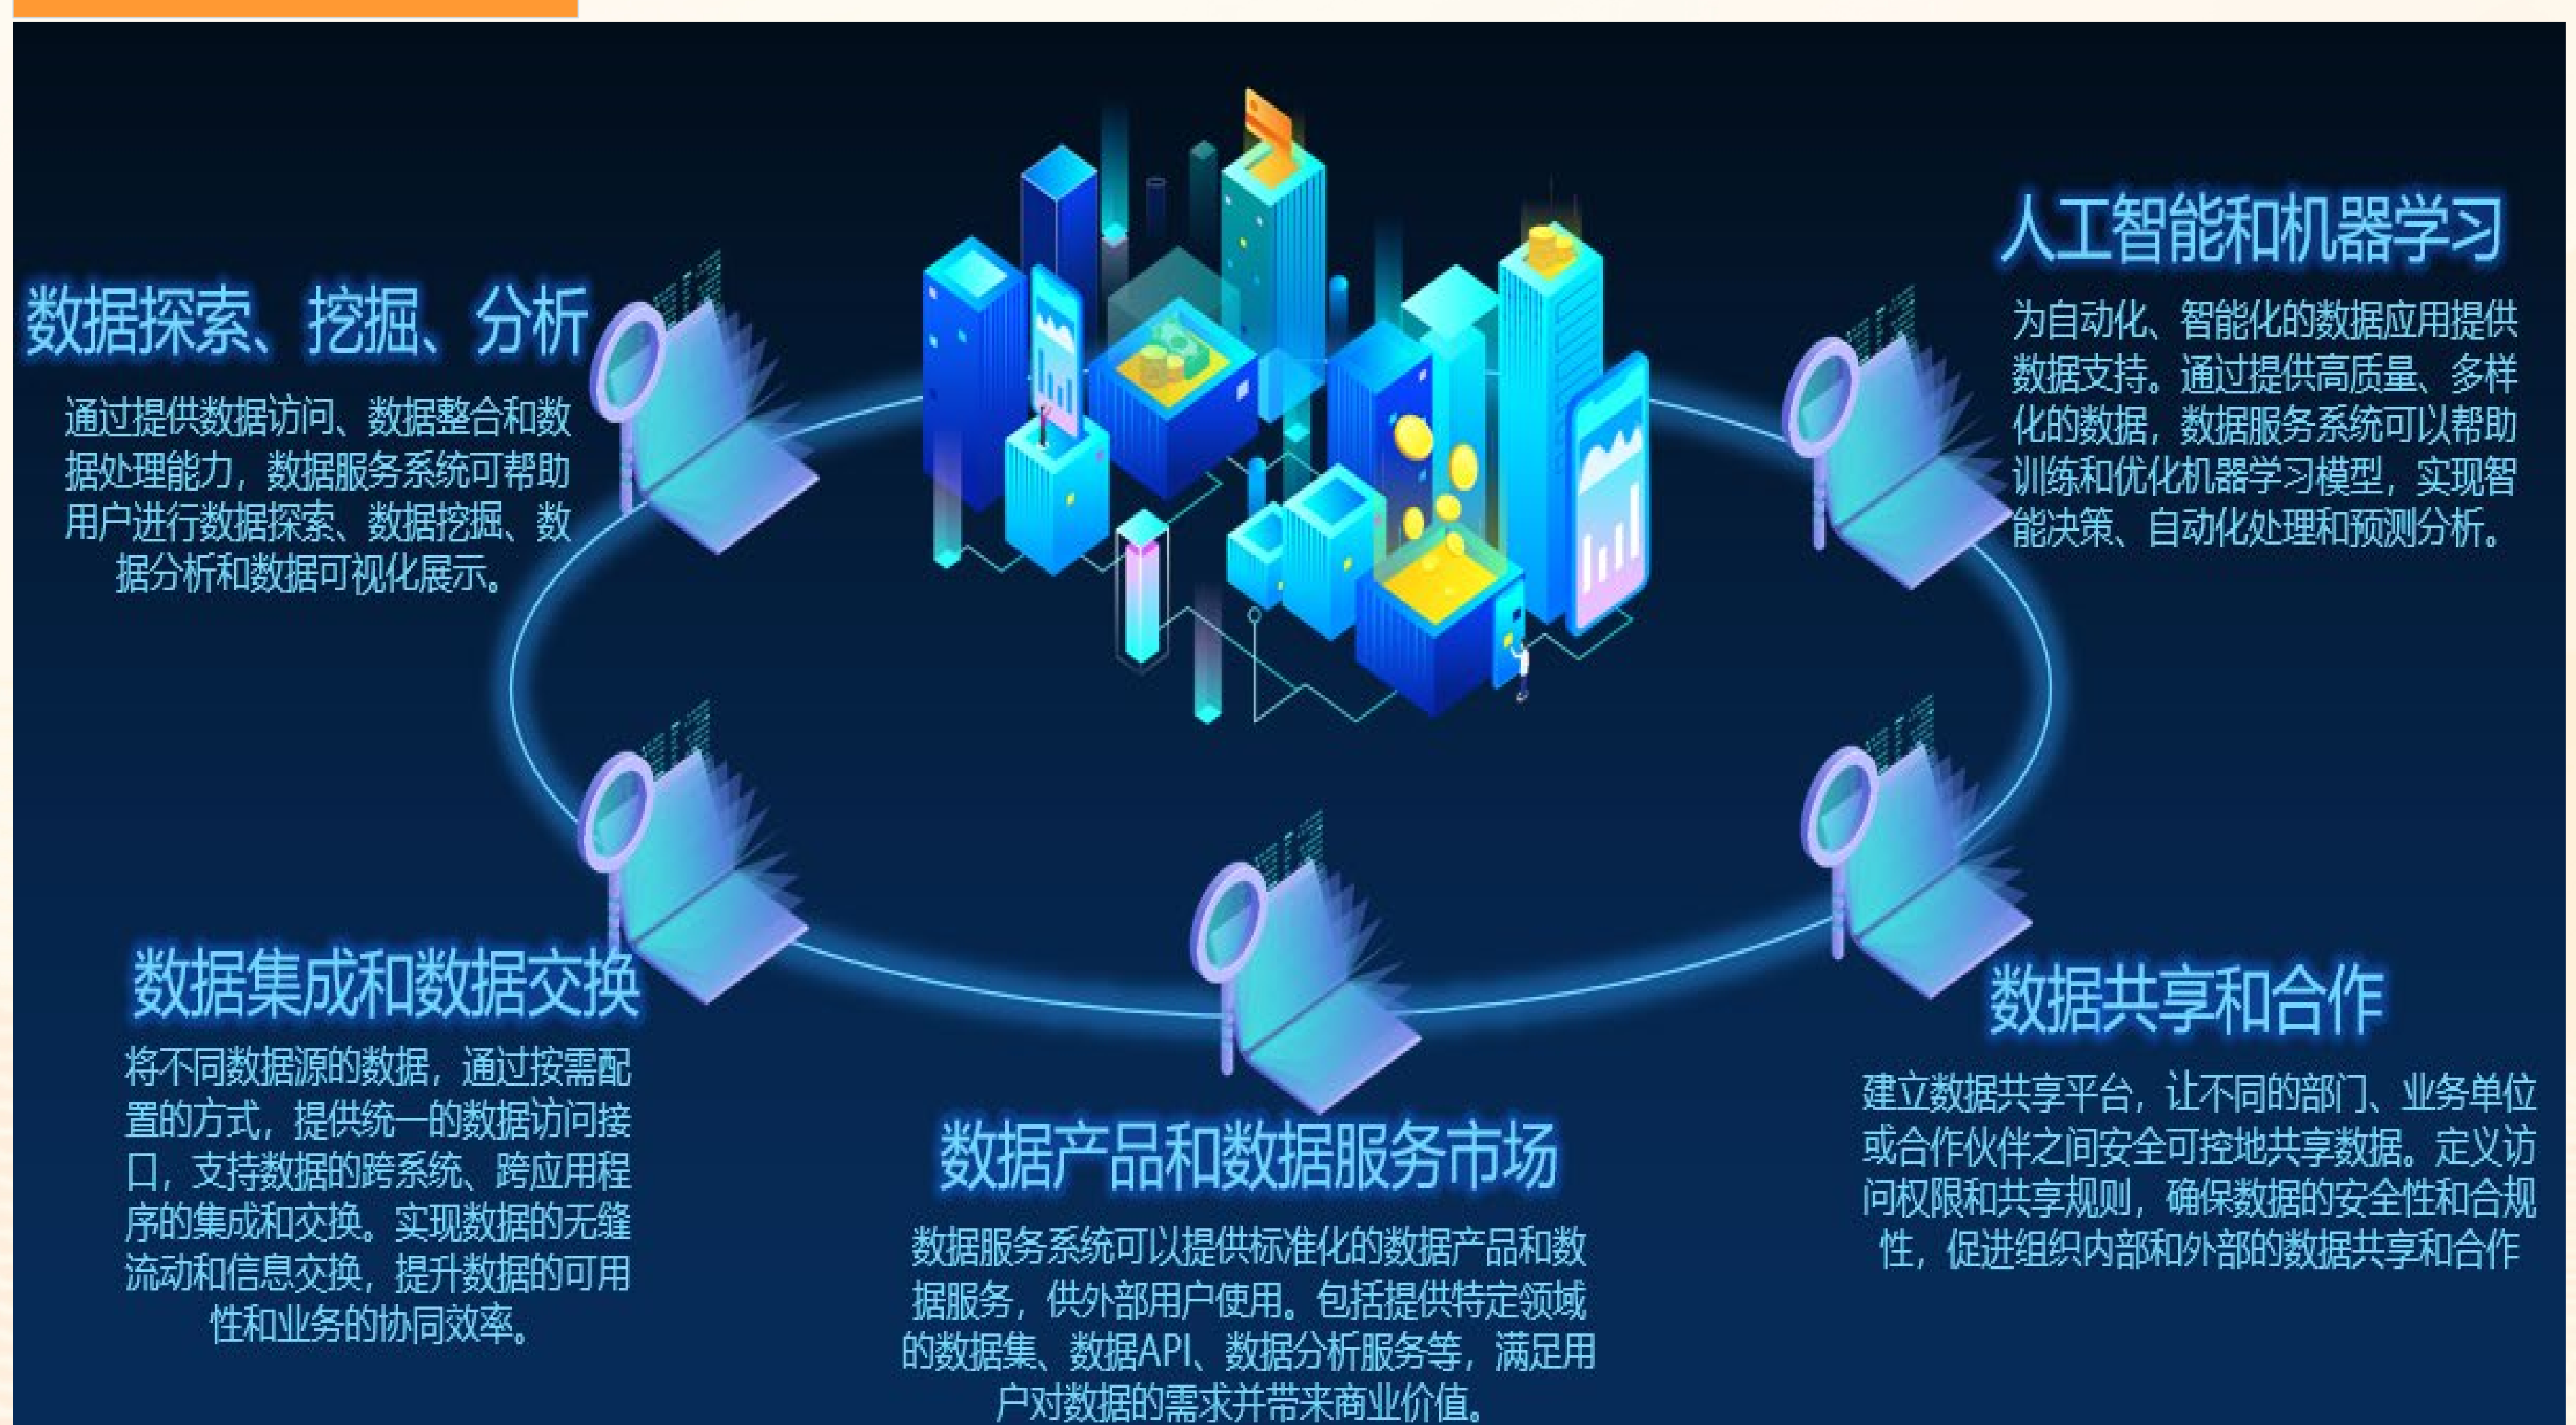 数据探索、挖掘、分析
通过提供数据访问、数据整合和数
据处理能力，数据服务系统可帮助
用户进行数据探索、数据挖掘、数
据分析和数据可视化展示。
人工智能和机器学习
为自动化、智能化的数据应用提供
数据支持。通过提供高质量、多样
化的数据，数据服务系统可以帮助
训练和优化机器学习模型，实现智
能决策、自动化处理和预测分析。
数据集成和数据交换
将不同数据源的数据，通过按需配
置的方式，提供统一的数据访问接
口，支持数据的跨系统、跨应用程
序的集成和交换。实现数据的无缝
流动和信息交换，提升数据的可用
性和业务的协同效率。
数据产品和数据服务市场
数据服务系统可以提供标准化的数据产品和数
据服务，供外部用户使用。包括提供特定领域
的数据集、数据API、数据分析服务等，满足用
户对数据的需求并带来商业价值。
数据共享和合作
建立数据共享平台，让不同的部门、业务单位
或合作伙伴之间安全可控地共享数据。定义访
问权限和共享规则，确保数据的安全性和合规
性，促进组织内部和外部的数据共享和合作